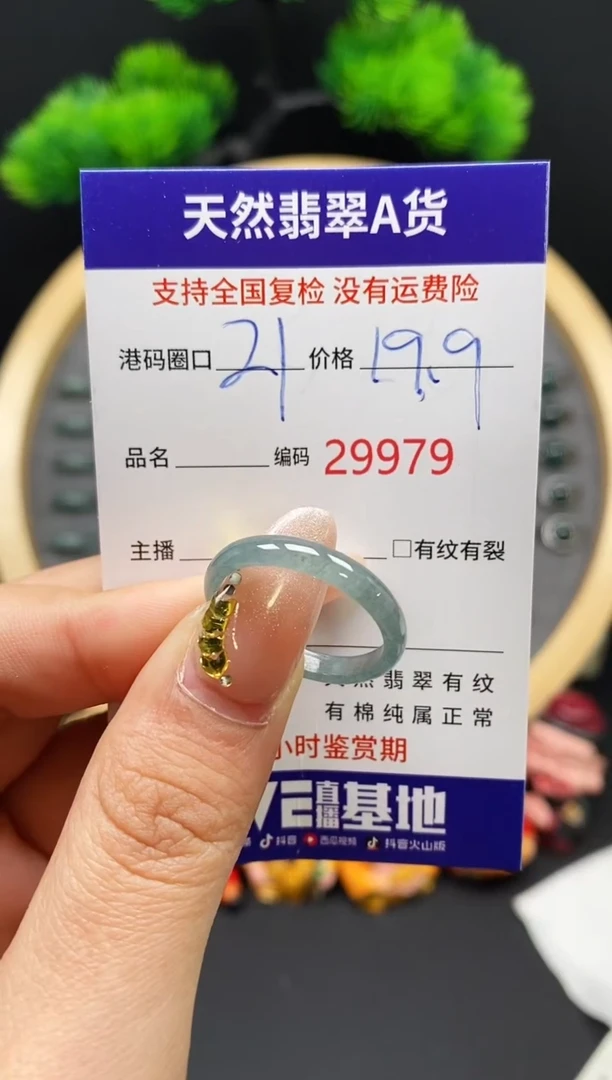 天然翡翠A货
支持全国复检 没有运费险
港码圈口 21 价格 19.9
品名 编码 29979
主播 □有纹有裂
然翡翠有纹
有棉纯属正常
小时鉴赏期
VE直播基地
抖音 西瓜视频 抖音火山版